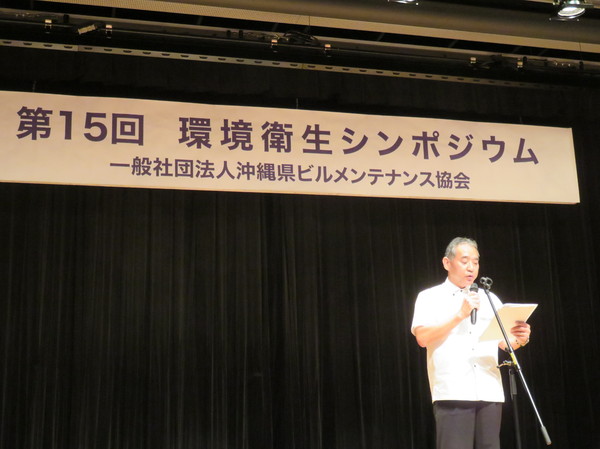 第15回 環境衛生シンポジウム
一般社団法人沖縄県ビルメンテナンス協会